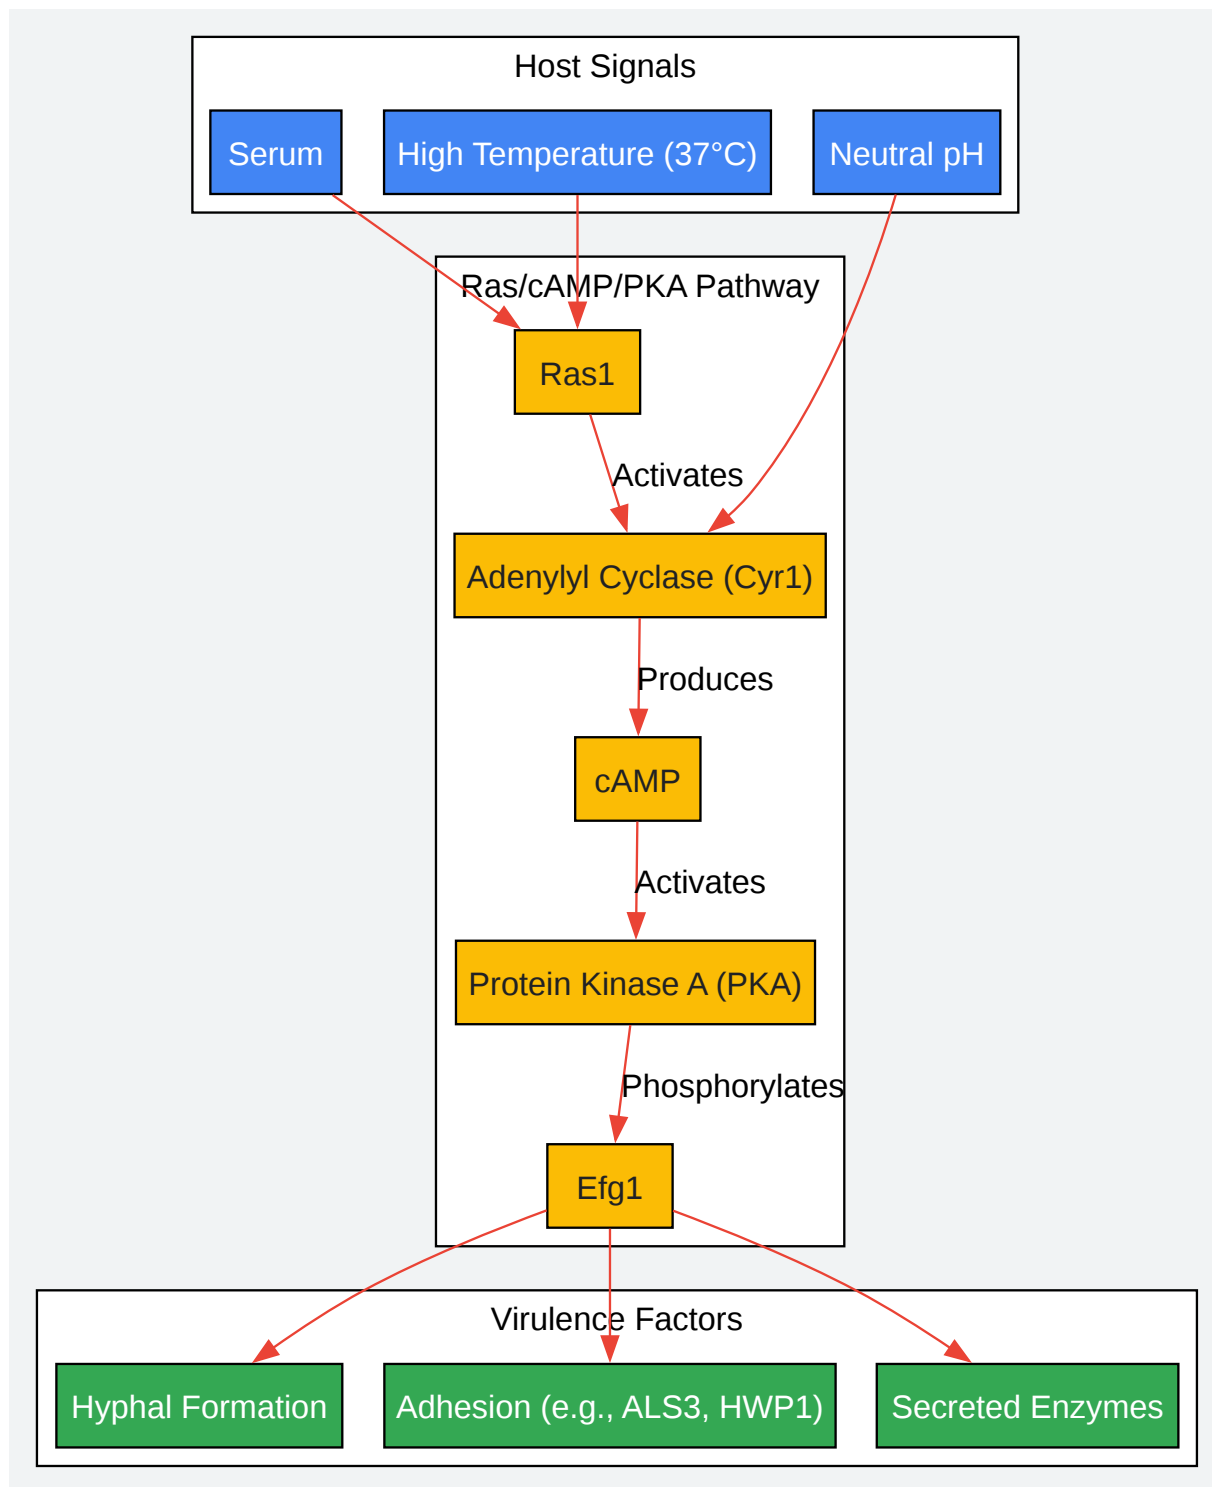 Host Signals
Serum
High Temperature (37°C)
Neutral pH
Ras/cAMP/PKA Pathway
Ras1
Activates
Adenylyl Cyclase (Cyr1)
Produces
cAMP
Activates
Protein Kinase A (PKA)
Phosphorylates
Efg1
Virulence Factors
Hyphal Formation
Adhesion (e.g., ALS3, HWP1)
Secreted Enzymes